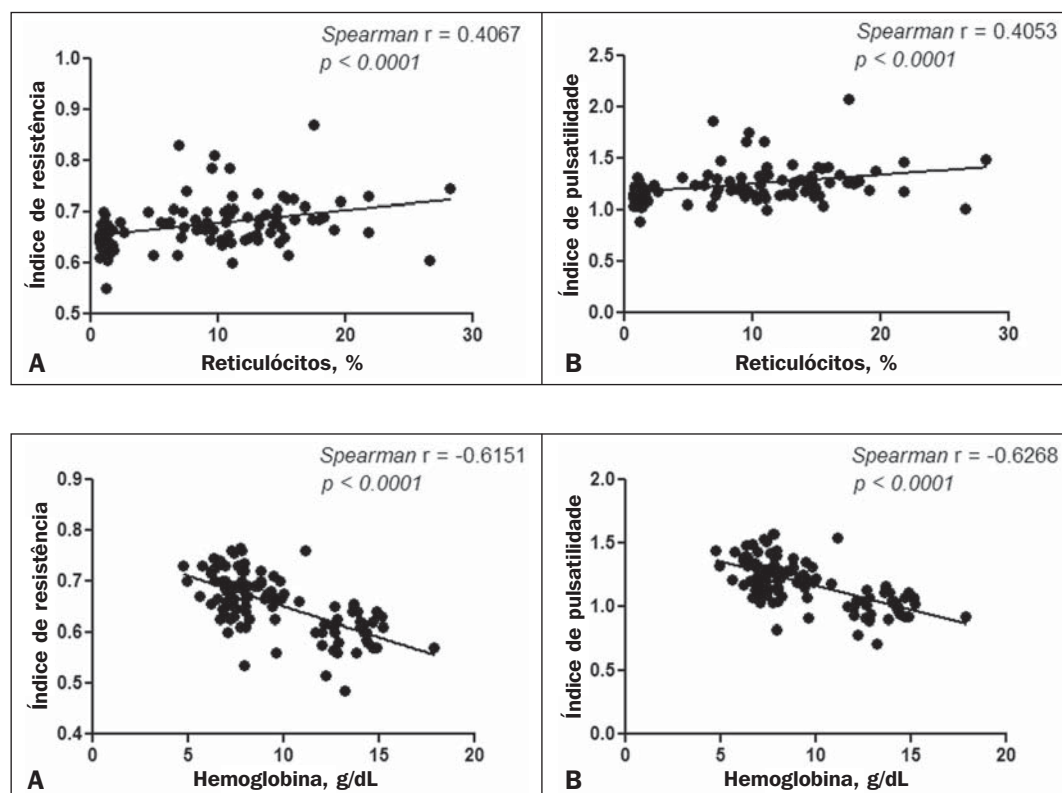 Spearman r = 0.4067
p < 0.0001
Índice de resistência
1.0
0.9
0.8
0.7
0.6
0.5
0
10
20
30
A
Reticulócitos, %
Spearman r = 0.4053
p < 0.0001
Índice de pulsatilidade
2.5
2.0
1.5
1.0
0.5
0.0
0
10
20
30
B
Reticulócitos, %
Spearman r = -0.6151
p < 0.0001
Índice de resistência
0.9
0.8
0.7
0.6
0.5
0.4
0
5
10
15
20
A
Hemoglobina, g/dL
Spearman r = -0.6268
p < 0.0001
Índice de pulsatilidade
2.0
1.5
1.0
0.5
0.0
0
5
10
15
20
B
Hemoglobina, g/dL